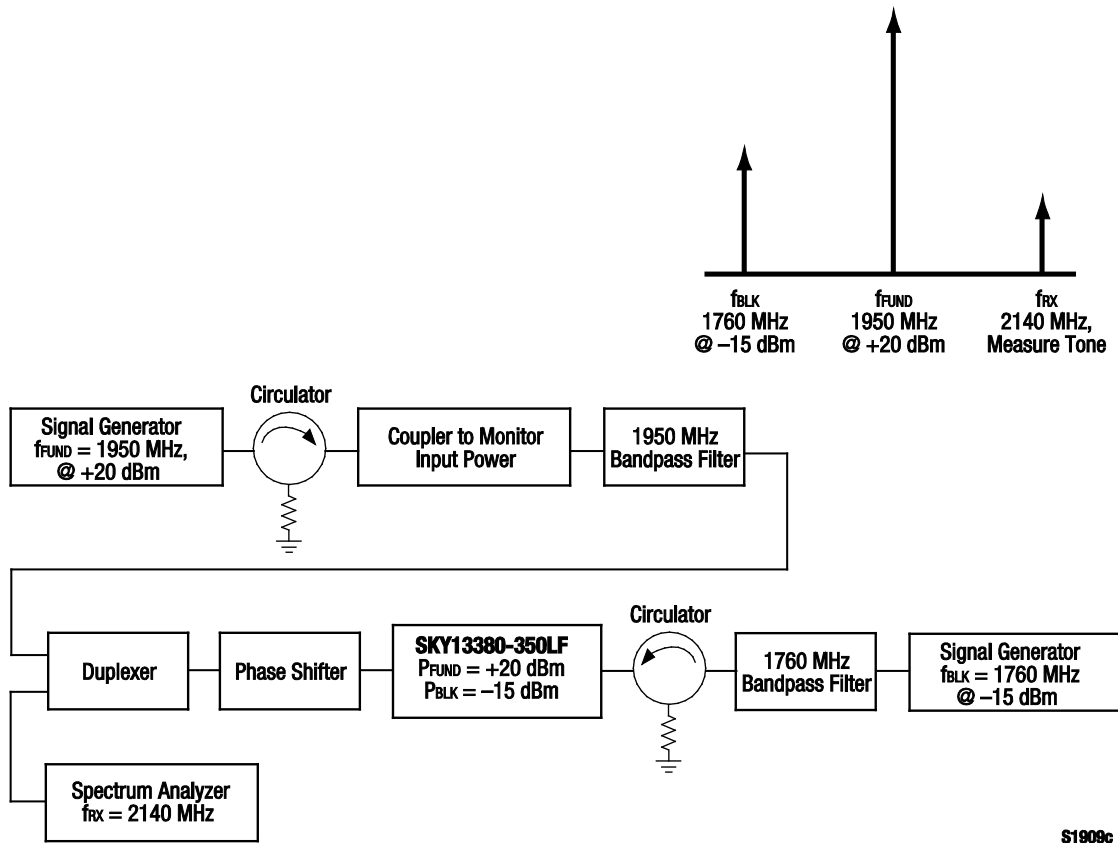 fBLK
1760 MHz
@ –15 dBm
fFUND
1950 MHz
@ +20 dBm
fRX
2140 MHz,
Measure Tone
Signal Generator
fFUND = 1950 MHz,
@ +20 dBm
Circulator
Coupler to Monitor
Input Power
1950 MHz
Bandpass Filter
Duplexer
Phase Shifter
SKY13380-350LF
PFUND = +20 dBm
PBLK = –15 dBm
Circulator
1760 MHz
Bandpass Filter
Signal Generator
fBLK = 1760 MHz
@ –15 dBm
Spectrum Analyzer
fRX = 2140 MHz
S1909c